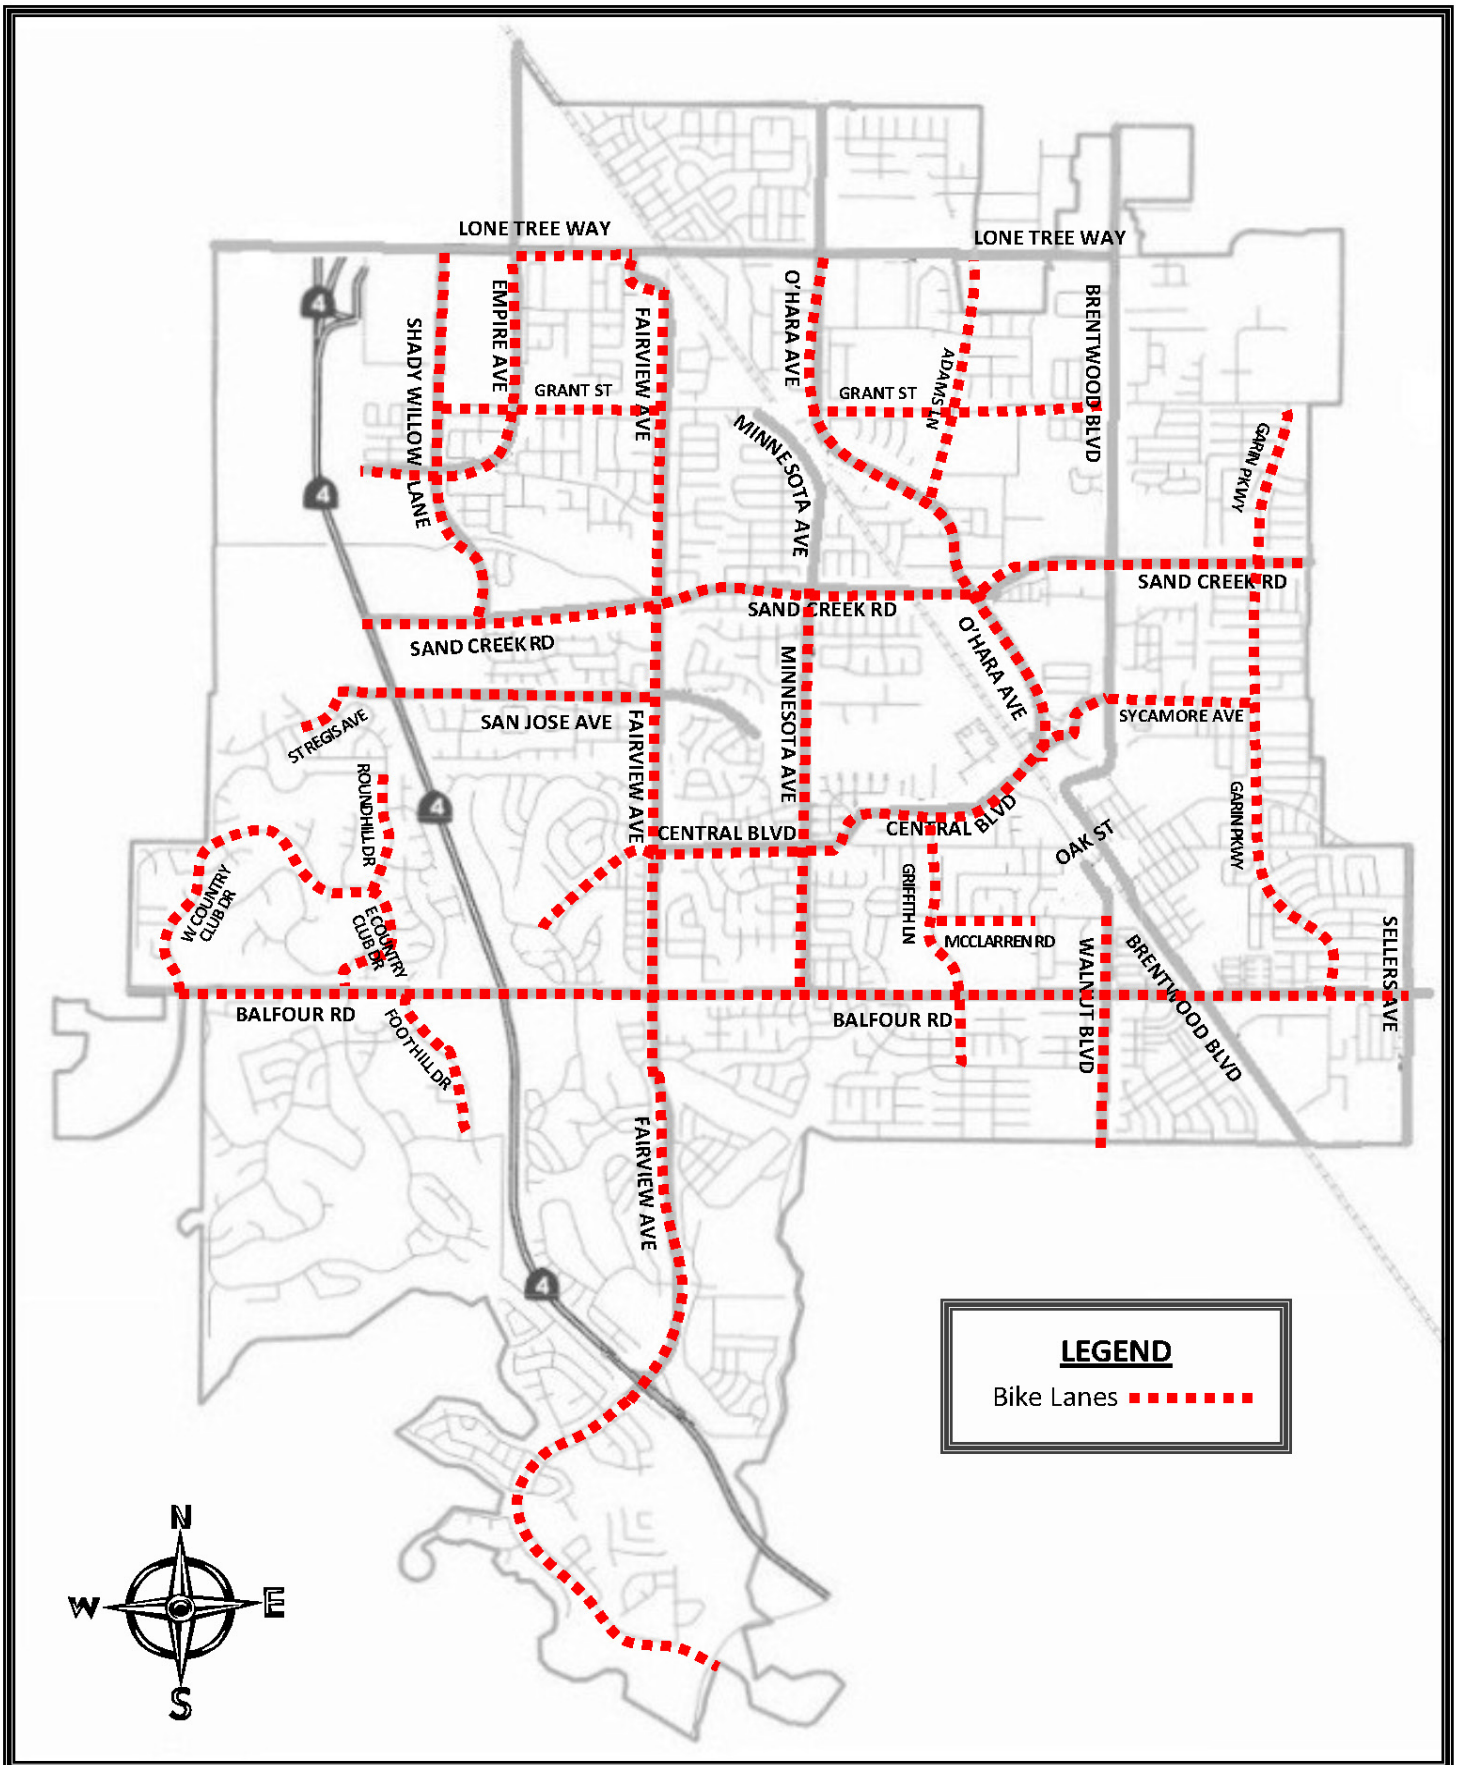 LONE TREE WAY
LONE TREE WAY
4
SHADY WILLOW LANE
EMPIRE AVE
FAIRVIEW AVE
O'HARA AVE
ADAMS LN
BRENTWOOD BLVD
GRANT ST
GRANT ST
MINNESOTA AVE
GARIN PKWY
4
SAND CREEK RD
SAND CREEK RD
SAND CREEK RD
O'HARA AVE
MINNESOTA AVE
ST REGIS AVE
SAN JOSE AVE
FAIRVIEW AVE
SYCAMORE AVE
ROUNDHILL DR
4
CENTRAL BLVD
CENTRAL BLVD
OAK ST
GARIN PKWY
W COUNTRY
CLUB DR
E COUNTRY
CLUB DR
GRIFFITH LN
MCCLARREN RD
WALNUT BLVD
BRENTWOOD BLVD
SELLERS AVE
BALFOUR RD
BALFOUR RD
FOOTHILL DR
FAIRVIEW AVE
4
LEGEND
Bike Lanes
N
W E
S